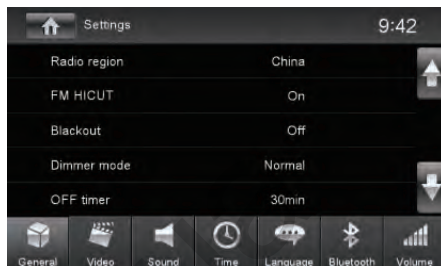 Settings 9:42
Radio region China
FM HICUT On
Blackout Off
Dimmer mode Normal
OFF timer 30min
General Video Sound Time Language Bluetooth Volume